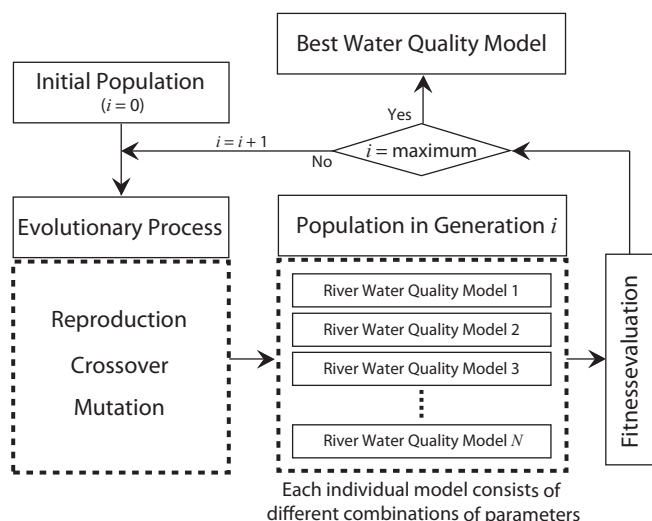 Best Water Quality Model
Initial Population
(i = 0)
Yes
i = i + 1
No
i = maximum
Evolutionary Process
Population in Generation i
Reproduction
Crossover
Mutation
River Water Quality Model 1
River Water Quality Model 2
River Water Quality Model 3
River Water Quality Model N
Fitnessevaluation
Each individual model consists of
different combinations of parameters